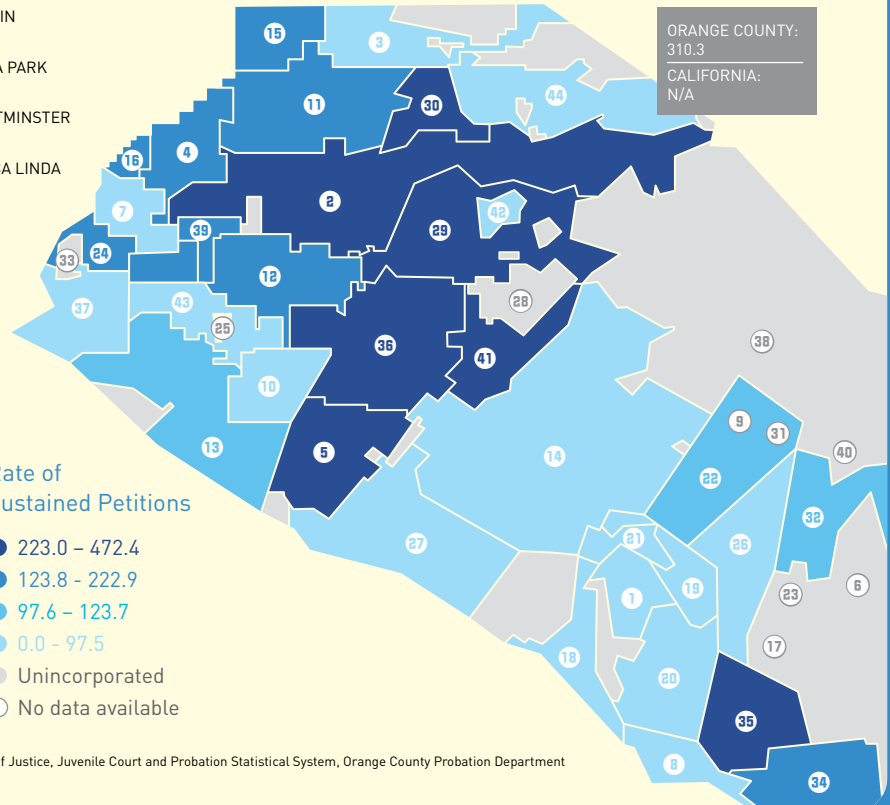 IN
A PARK
TMINSTER
A LINDA
ORANGE COUNTY:
310.3
CALIFORNIA:
N/A
15
3
44
30
11
4
16
2
7
42
29
39
24
33
12
28
43
37
25
36
38
41
10
9
31
5
13
40
14
22
32
27
21
26
6
23
19
1
17
18
20
35
8
34
ate of
ustained Petitions
223.0 – 472.4
123.8 - 222.9
97.6 – 123.7
0.0 - 97.5
Unincorporated
No data available
f Justice, Juvenile Court and Probation Statistical System, Orange County Probation Department